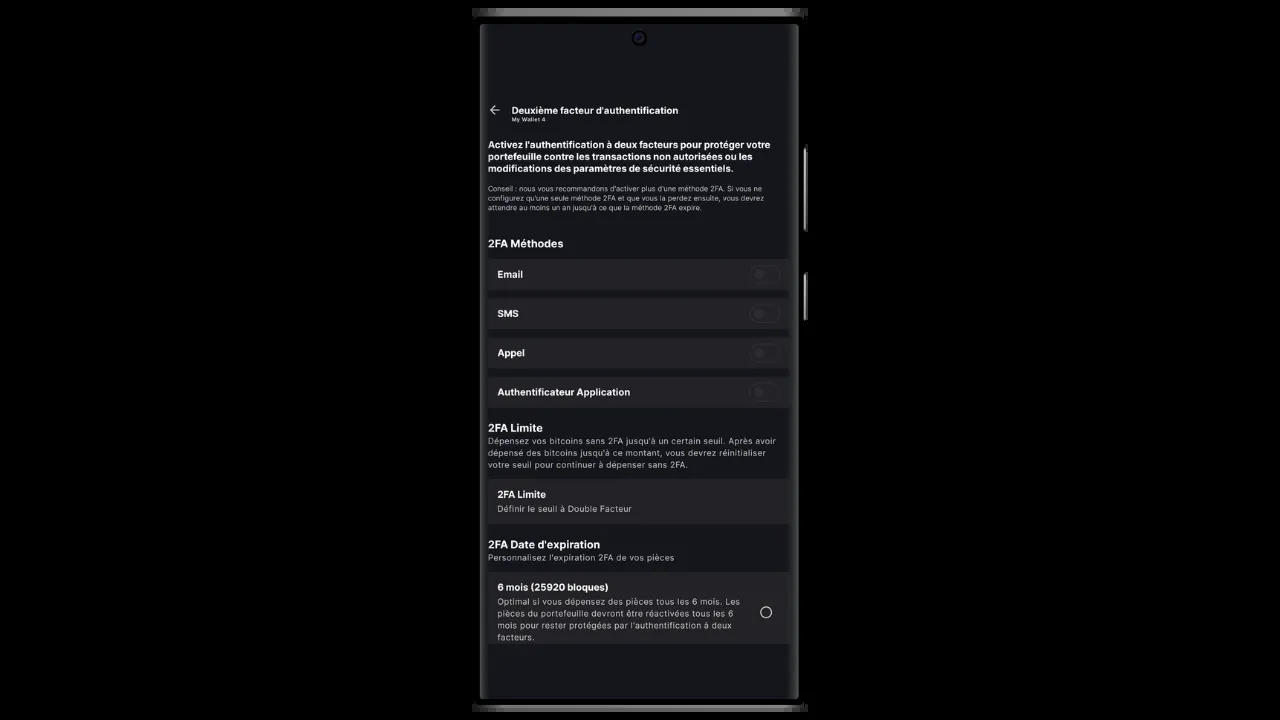 Deuxième facteur d'authentification
My Wallet 4
Activez l'authentification à deux facteurs pour protéger votre
portefeuille contre les transactions non autorisées ou les
modifications des paramètres de sécurité essentiels.
Conseil : nous vous recommandons d'activer plus d'une méthode 2FA. Si vous ne
configurez qu'une seule méthode 2FA et que vous la perdez ensuite, vous devrez
attendre au moins un an jusqu'à ce que la méthode 2FA expire.
2FA Méthodes
Email
SMS
Appel
Authentificateur Application
2FA Limite
Dépensez vos bitcoins sans 2FA jusqu'à un certain seuil. Après avoir
dépensé des bitcoins jusqu'à ce montant, vous devrez réinitialiser
votre seuil pour continuer à dépenser sans 2FA.
2FA Limite
Définir le seuil à Double Facteur
2FA Date d'expiration
Personnalisez l'expiration 2FA de vos pièces
6 mois (25920 bloques)
Optimal si vous dépensez des pièces tous les 6 mois. Les
pièces du portefeuille devront être réactivées tous les 6
mois pour rester protégées par l'authentification à deux
facteurs.